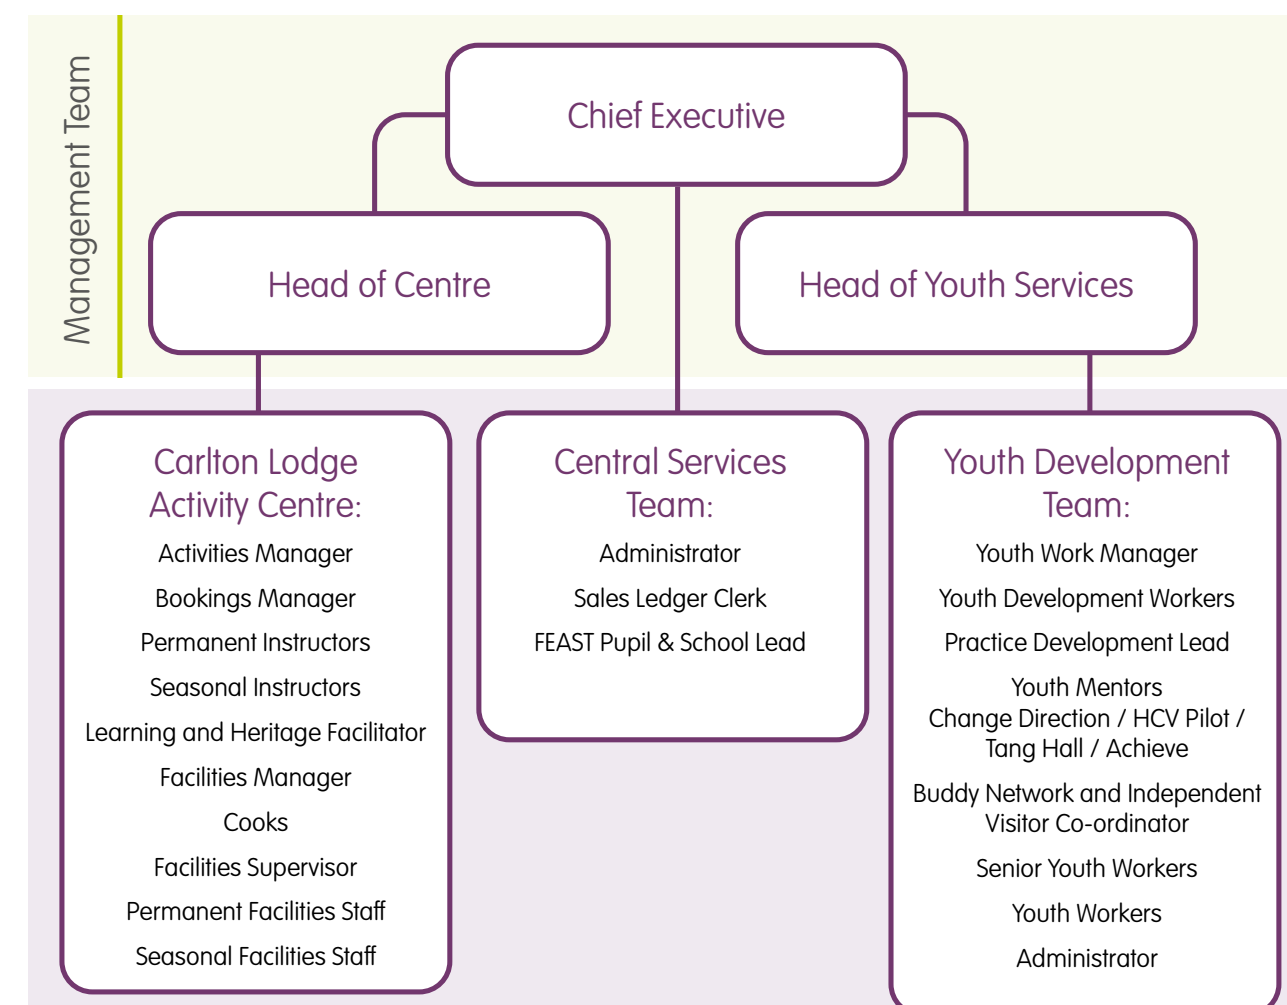 Management Team
Chief Executive
Head of Centre
Head of Youth Services
Carlton Lodge
Activity Centre:
Activities Manager
Bookings Manager
Permanent Instructors
Seasonal Instructors
Learning and Heritage Facilitator
Facilities Manager
Cooks
Facilities Supervisor
Permanent Facilities Staff
Seasonal Facilities Staff
Central Services
Team:
Administrator
Sales Ledger Clerk
FEAST Pupil & School Lead
Youth Development
Team:
Youth Work Manager
Youth Development Workers
Practice Development Lead
Youth Mentors
Change Direction / HCV Pilot /
Tang Hall / Achieve
Buddy Network and Independent
Visitor Co-ordinator
Senior Youth Workers
Youth Workers
Administrator